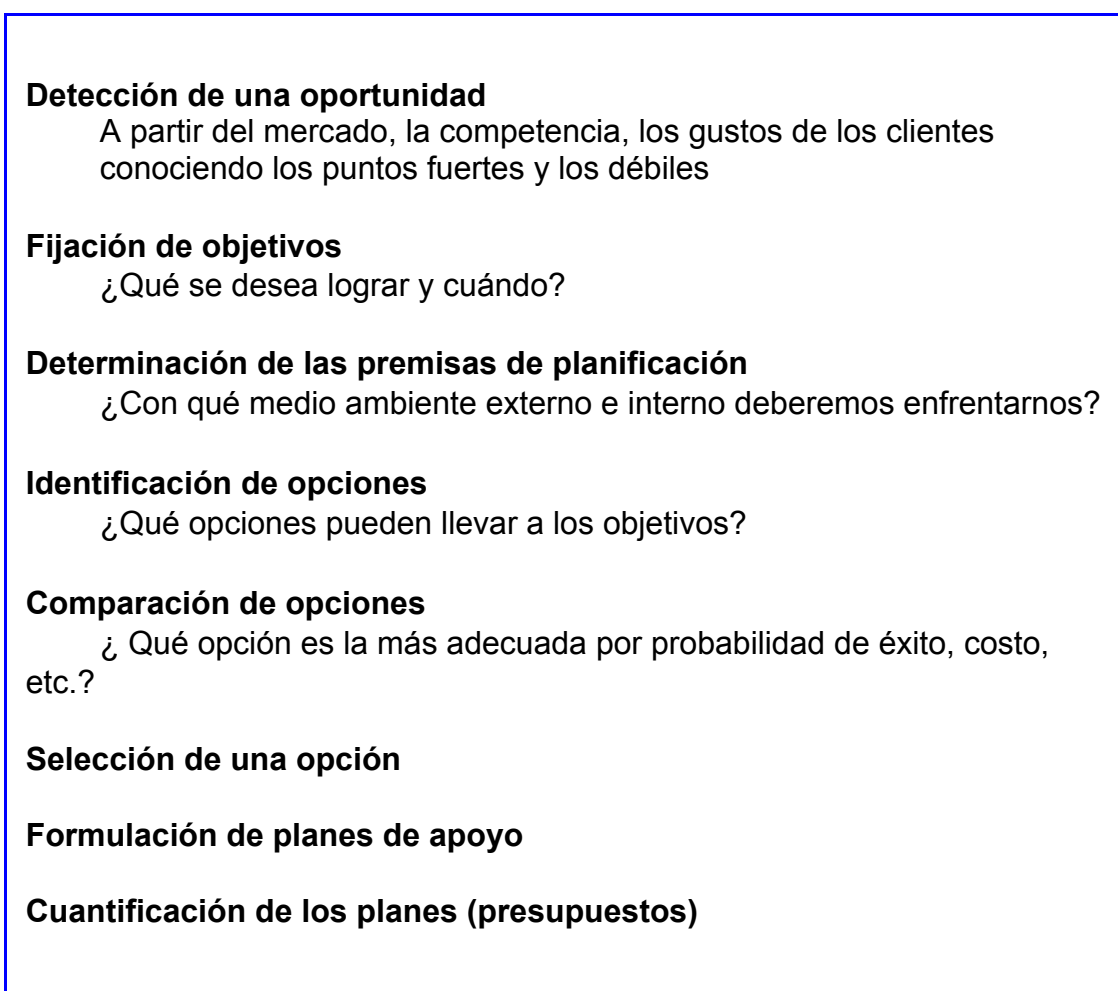 Detección de una oportunidad
A partir del mercado, la competencia, los gustos de los clientes
conociendo los puntos fuertes y los débiles
Fijación de objetivos
¿Qué se desea lograr y cuándo?
Determinación de las premisas de planificación
¿Con qué medio ambiente externo e interno deberemos enfrentarnos?
Identificación de opciones
¿Qué opciones pueden llevar a los objetivos?
Comparación de opciones
¿ Qué opción es la más adecuada por probabilidad de éxito, costo,
etc.?
Selección de una opción
Formulación de planes de apoyo
Cuantificación de los planes (presupuestos)